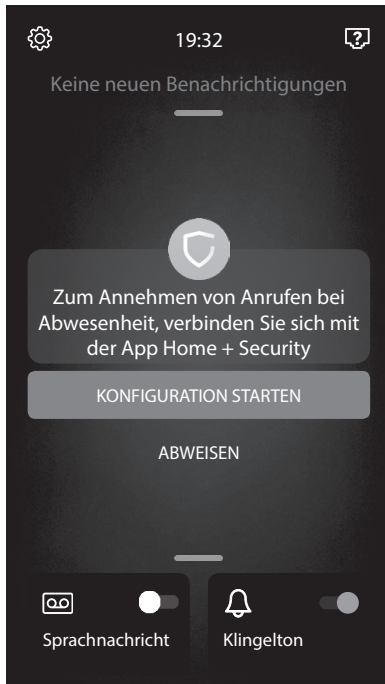 19:32
Keine neuen Benachrichtigungen
Zum Annehmen von Anrufen bei
Abwesenheit, verbinden Sie sich mit
der App Home + Security
KONFIGURATION STARTEN
ABWEISEN
Sprachnachricht
Klingelton